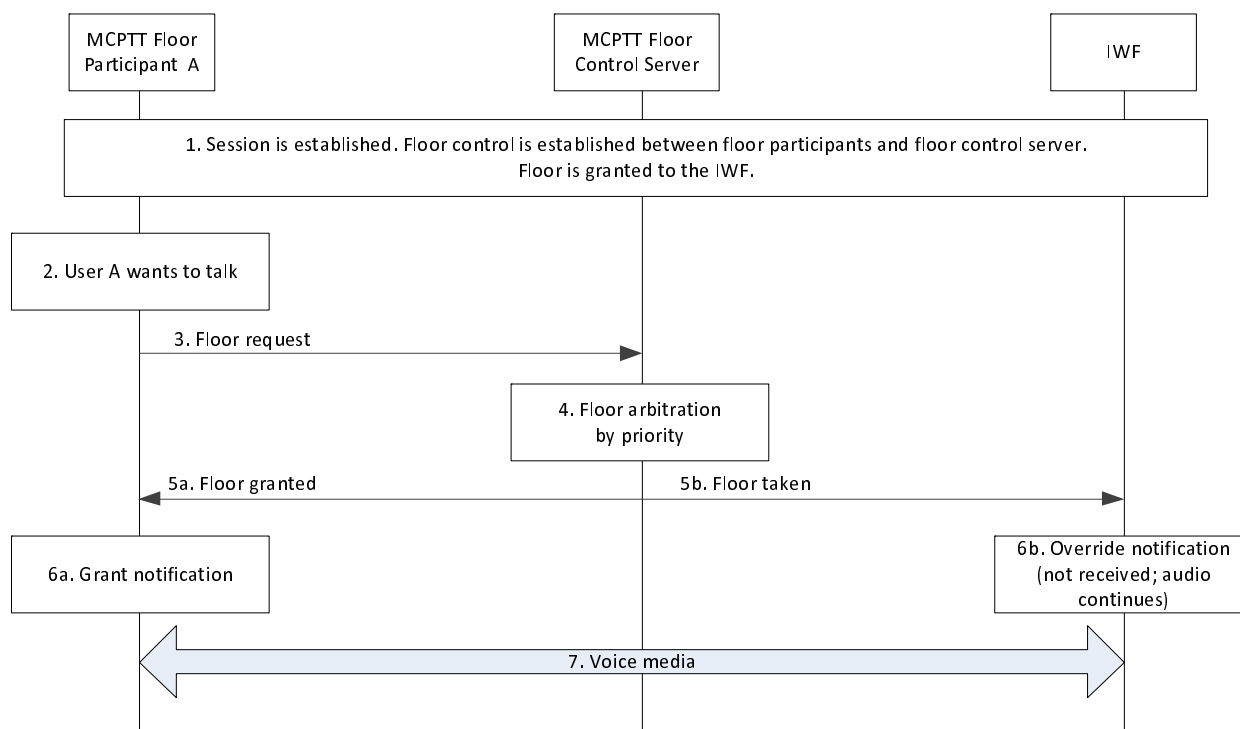 MCPTT Floor
Participant A
MCPTT Floor
Control Server
IWF
1. Session is established. Floor control is established between floor participants and floor control server.
Floor is granted to the IWF.
2. User A wants to talk
3. Floor request
4. Floor arbitration
by priority
5a. Floor granted
5b. Floor taken
6a. Grant notification
6b. Override notification
(not received; audio
continues)
7. Voice media